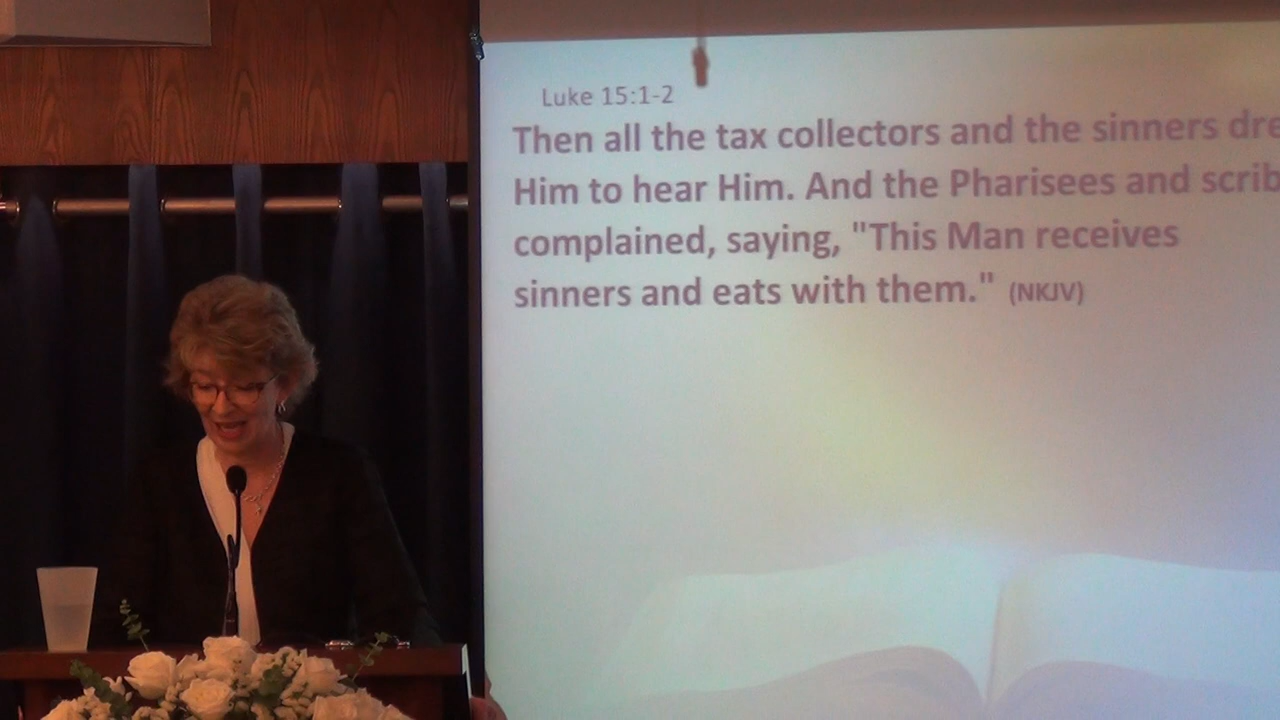 Luke 15:1-2
Then all the tax collectors and the sinners
Him to hear Him. And the Pharisees and
complained, saying, "This Man receives
sinners and eats with them." (NKJV)